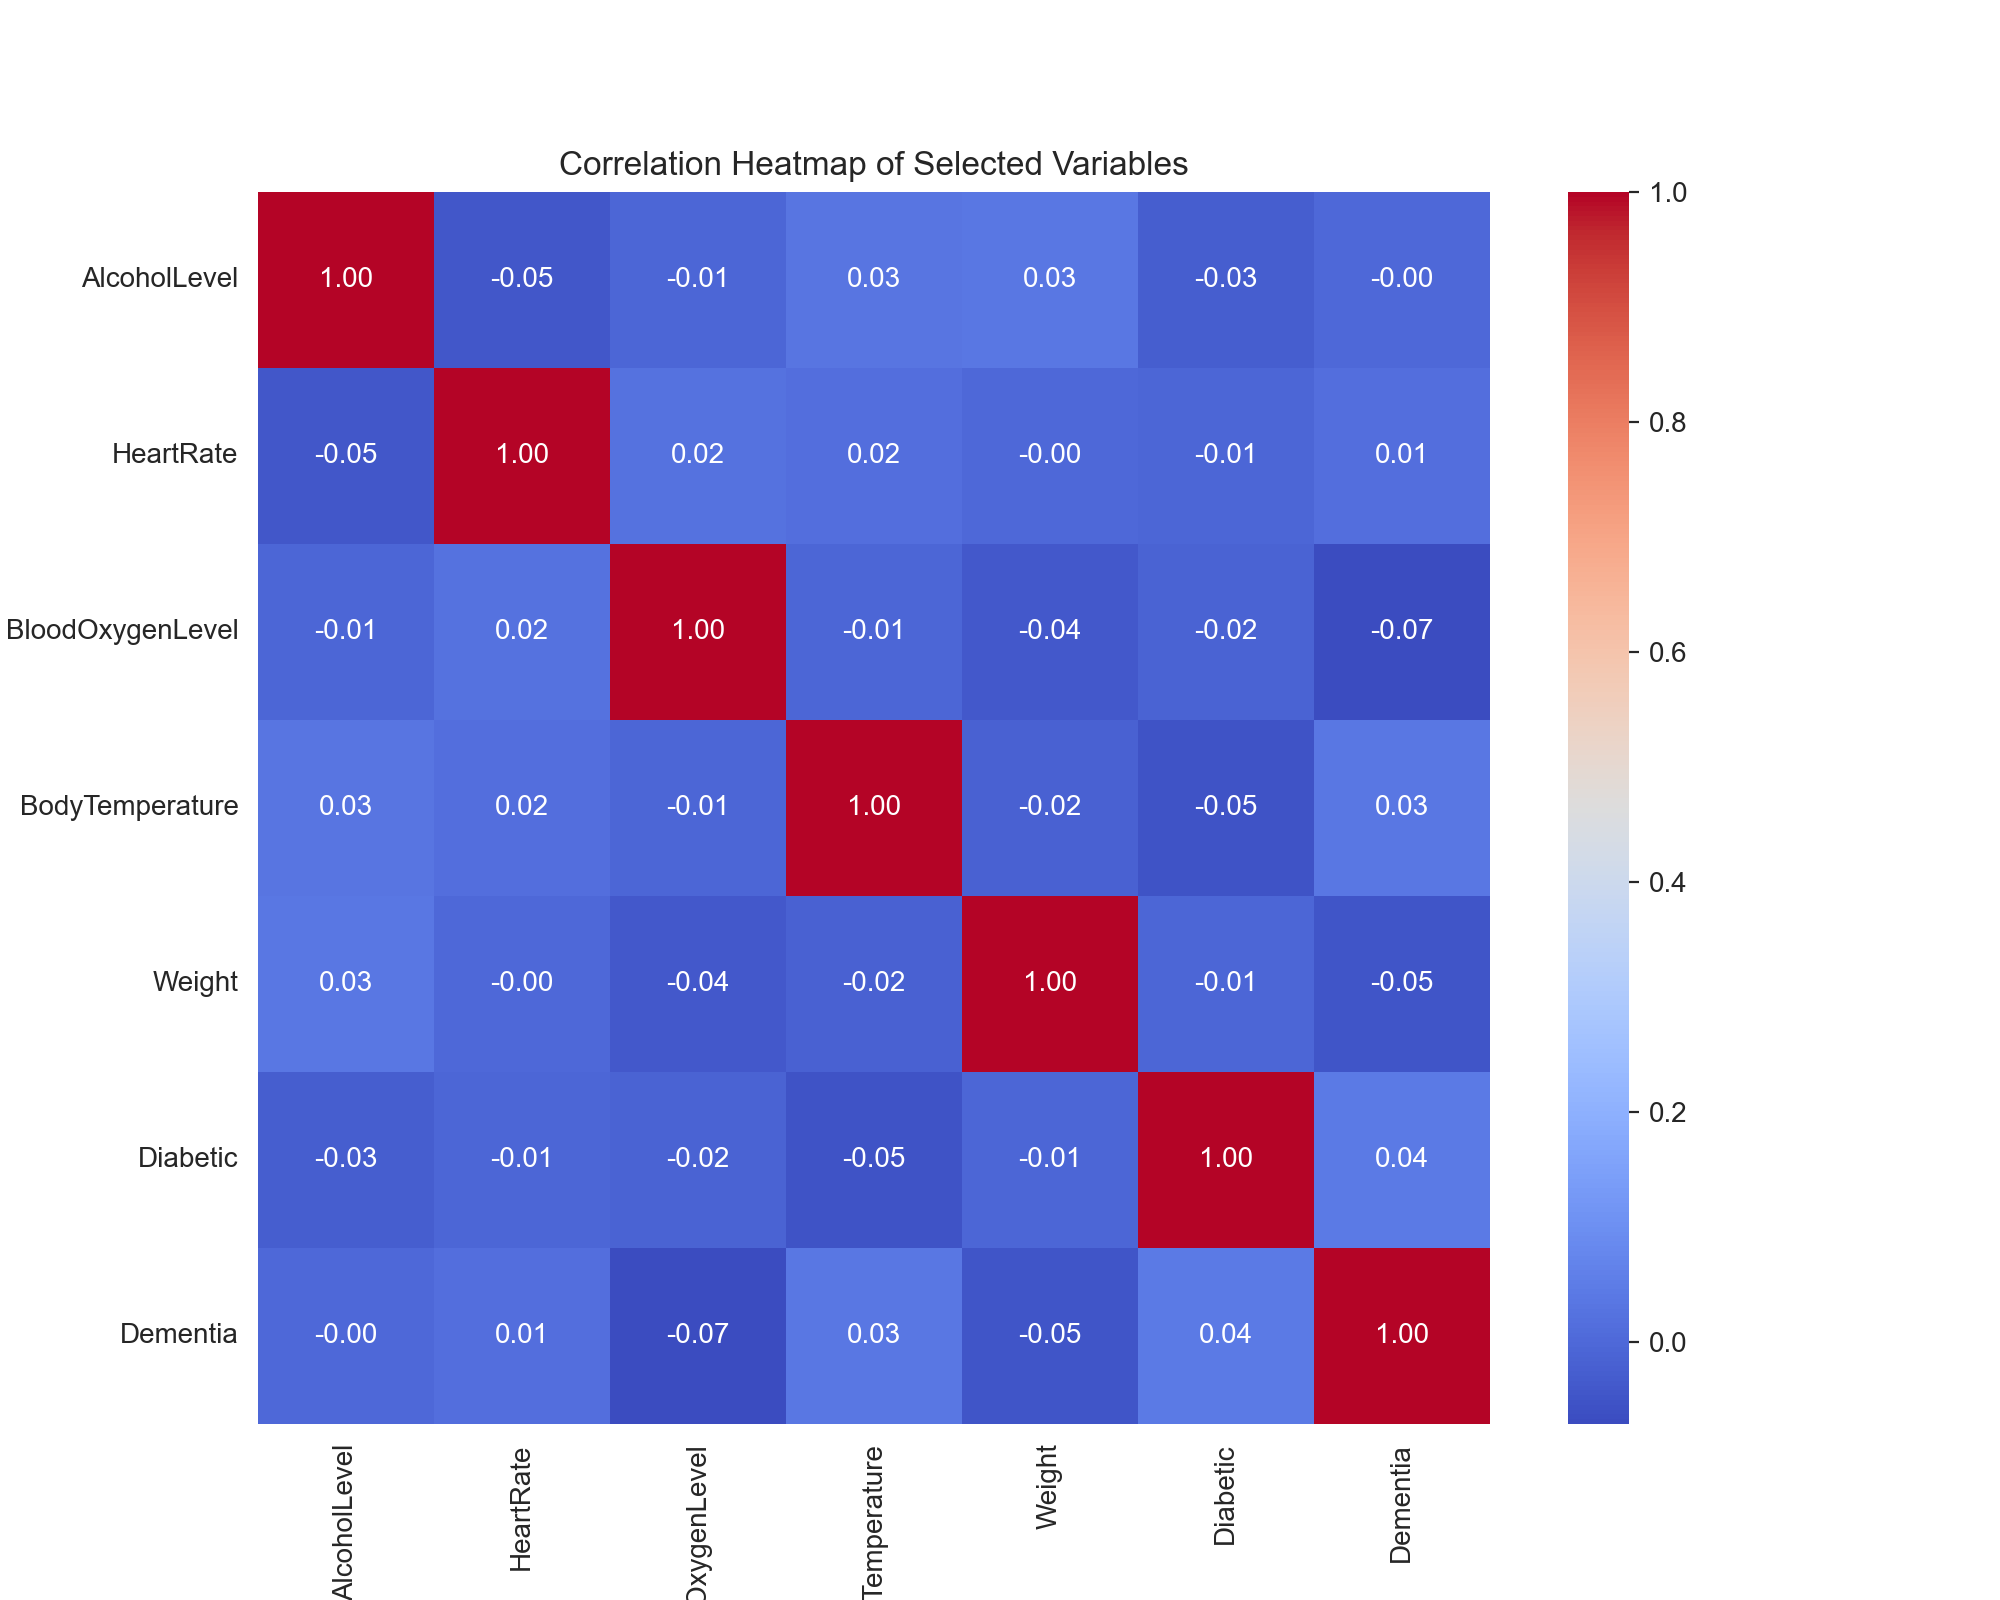 Correlation Heatmap of Selected Variables
AlcoholLevel 1.00 -0.05 -0.01 0.03 0.03 -0.03 -0.00
HeartRate -0.05 1.00 0.02 0.02 -0.00 -0.01 0.01
BloodOxygenLevel -0.01 0.02 1.00 -0.01 -0.04 -0.02 -0.07
BodyTemperature 0.03 0.02 -0.01 1.00 -0.02 -0.05 0.03
Weight 0.03 -0.00 -0.04 -0.02 1.00 -0.01 -0.05
Diabetic -0.03 -0.01 -0.02 -0.05 -0.01 1.00 0.04
Dementia -0.00 0.01 -0.07 0.03 -0.05 0.04 1.00
AlcoholLevel HeartRate OxygenLevel Temperature Weight Diabetic Dementia
1.0
0.8
0.6
0.4
0.2
0.0